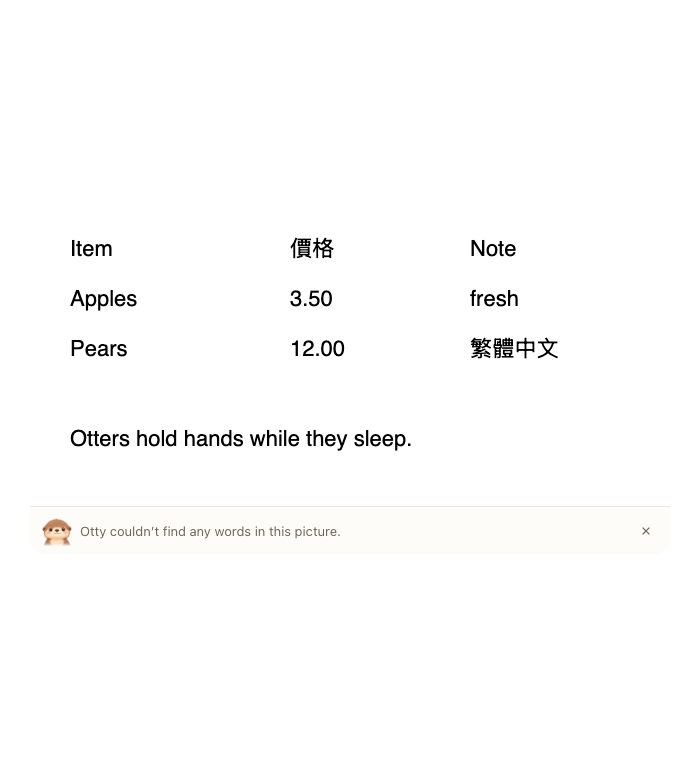 Item 價格 Note
Apples 3.50 fresh
Pears 12.00 繁體中文
Otters hold hands while they sleep.
Otty couldn’t find any words in this picture. ×